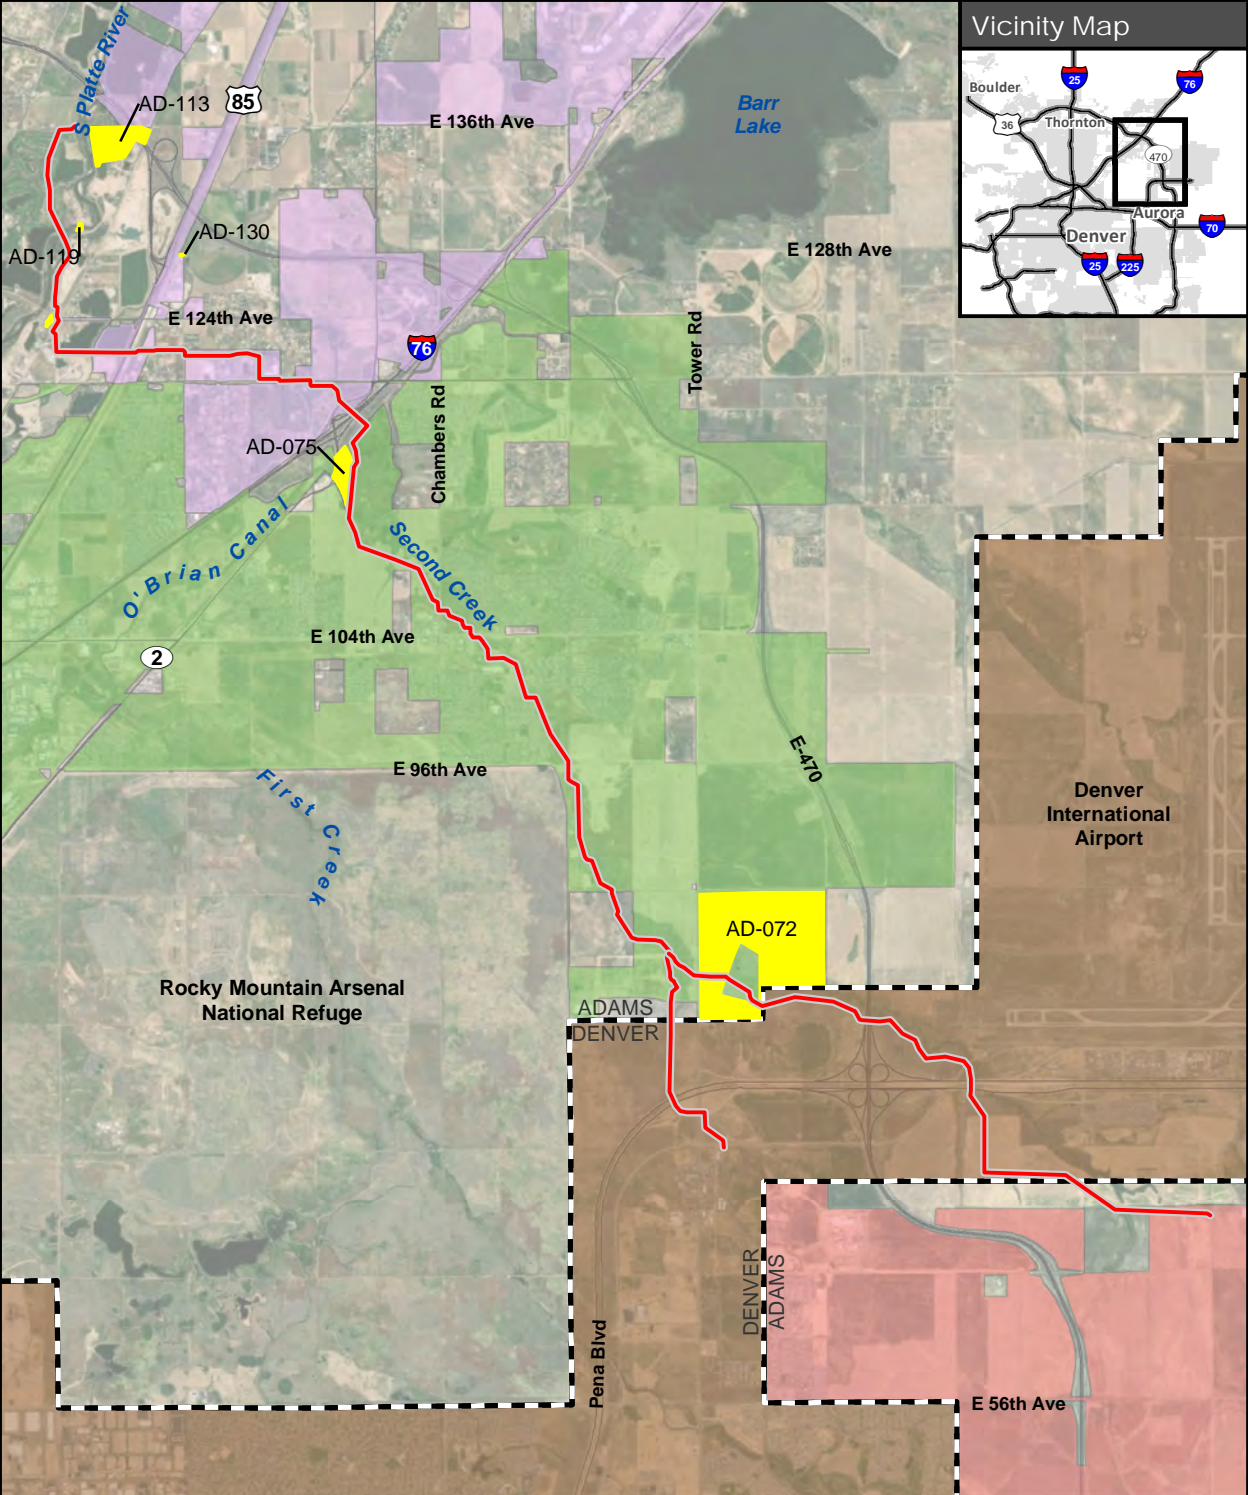 Vicinity Map
25
76
Boulder
36
Thornton
470
Aurora
70
Denver
25
225
S Platte River
AD-113
85
E 136th Ave
Barr
Lake
AD-119
AD-130
E 128th Ave
E 124th Ave
76
Tower Rd
Chambers Rd
AD-075
O'Brian Canal
Second Creek
E 104th Ave
2
E-470
E 96th Ave
First Creek
Denver
International
Airport
AD-072
Rocky Mountain Arsenal
National Refuge
ADAMS
DENVER
DENVER
ADAMS
Pena Blvd
E 56th Ave